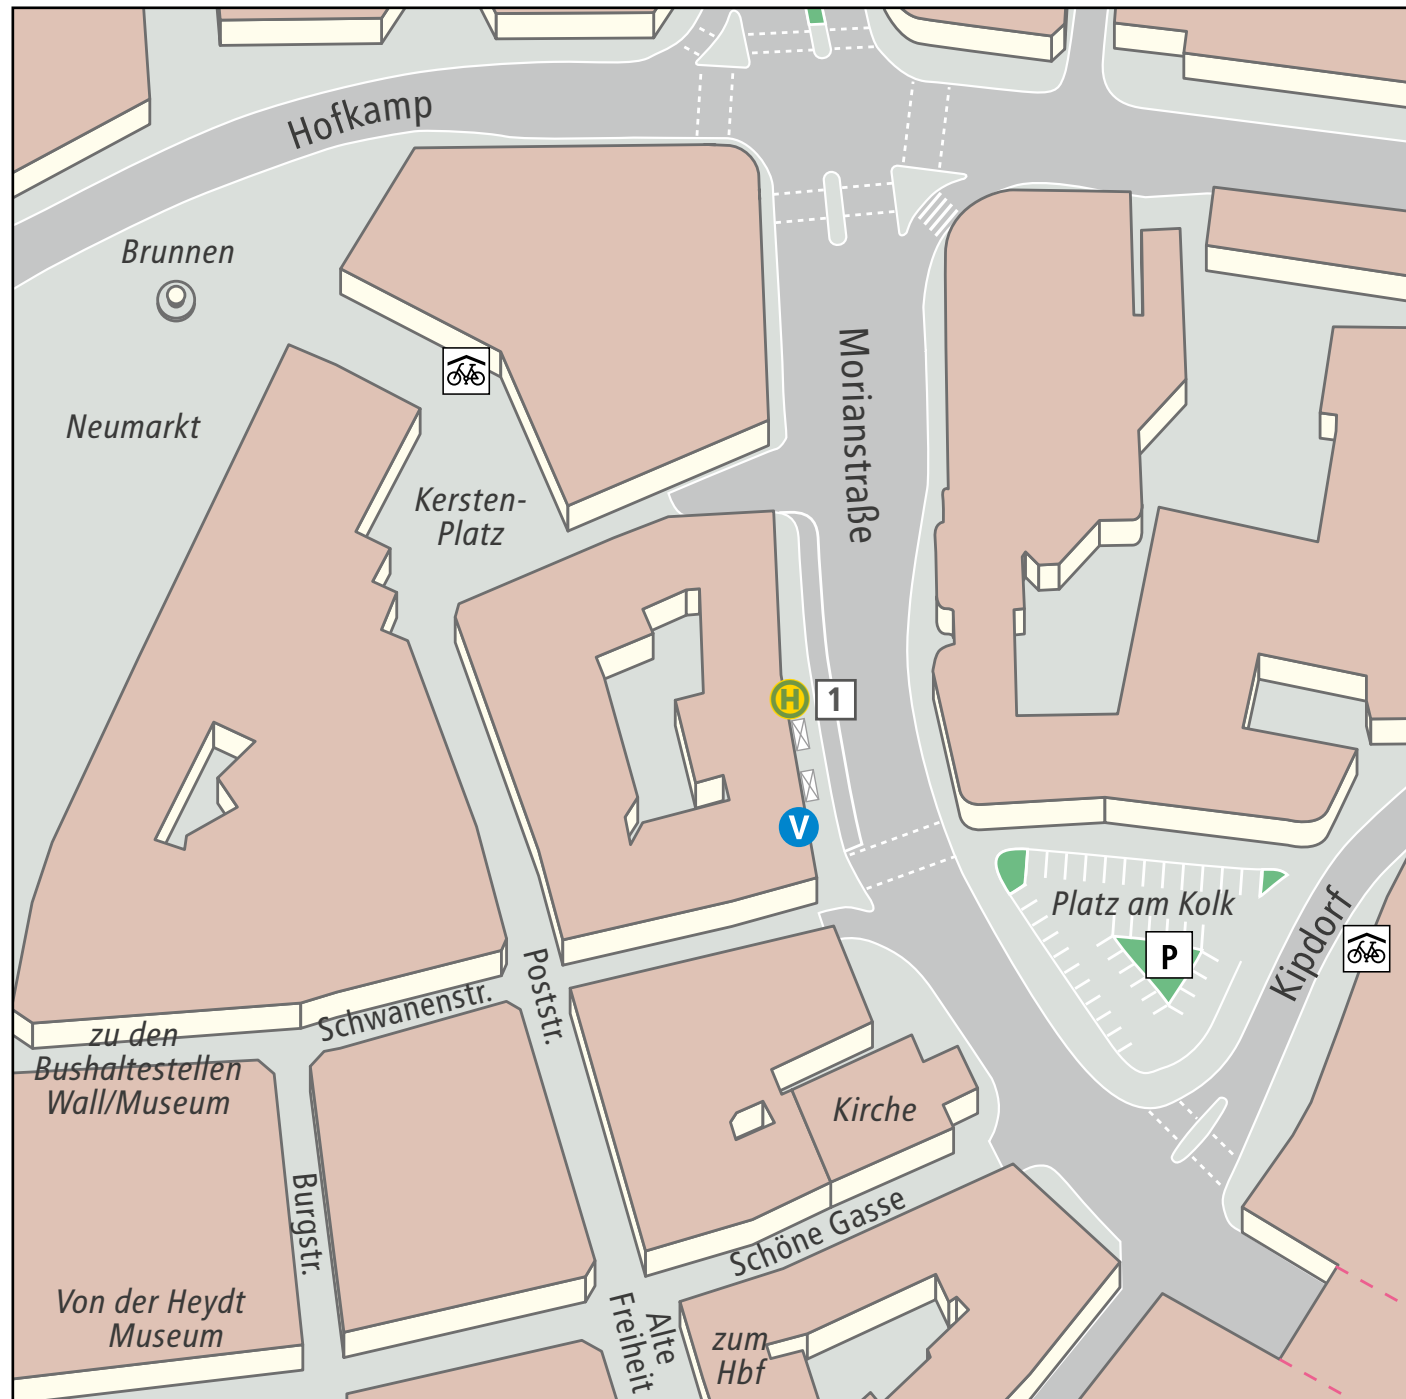 Hofkamp
Brunnen
Morianstraße
Neumarkt
Kersten-
Platz
H
1
V
Platz am Kolk
P
Kipdorf
Poststr.
Schwanenstr.
zu den
Bushaltestellen
Wall/Museum
Kirche
Burgstr.
Schöne Gasse
Von der Heydt
Museum
Alte
Freiheit
zum
Hbf